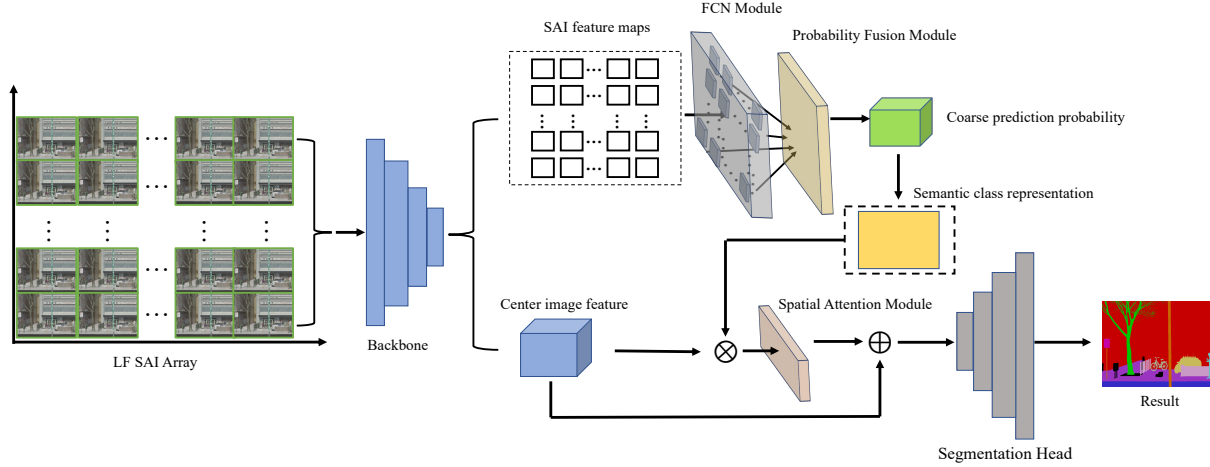 FCN Module
SAI feature maps
Probability Fusion Module
Coarse prediction probability
Semantic class representation
Center image feature
Spatial Attention Module
Backbone
LF SAI Array
Result
Segmentation Head